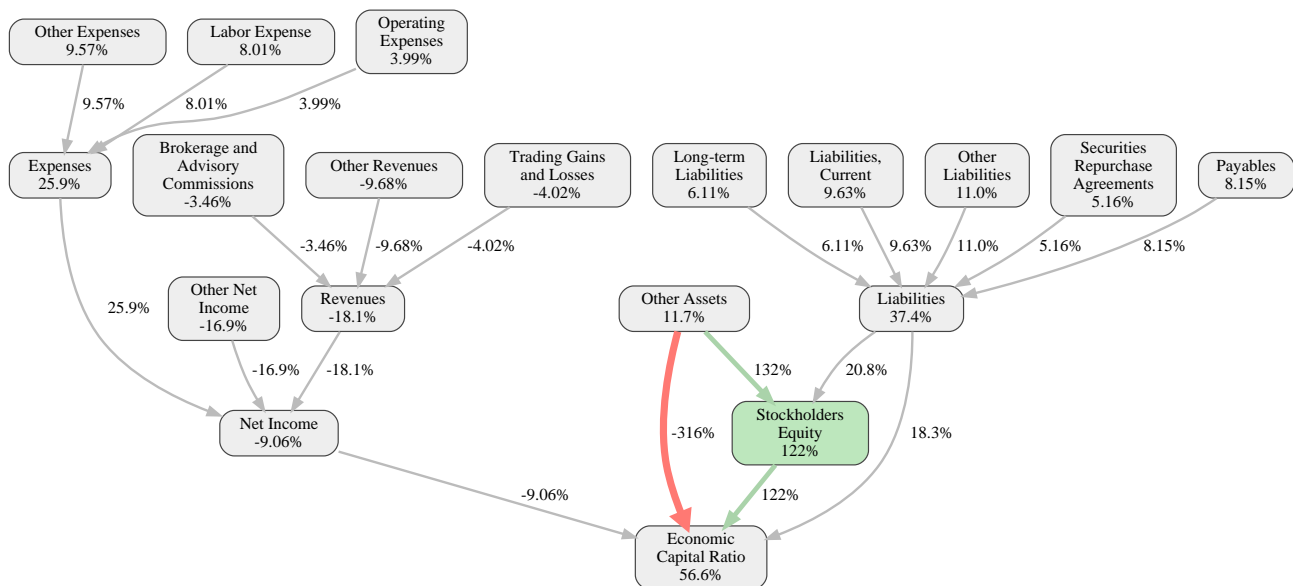 Other Expenses
9.57%
Labor Expense
8.01%
Operating
Expenses
3.99%
9.57%
8.01%
3.99%
Expenses
25.9%
Brokerage and
Advisory
Commissions
-3.46%
Other Revenues
-9.68%
Trading Gains
and Losses
-4.02%
Long-term
Liabilities
6.11%
Liabilities,
Current
9.63%
Other
Liabilities
11.0%
Securities
Repurchase
Agreements
5.16%
Payables
8.15%
-3.46%
-9.68%
-4.02%
6.11%
9.63%
11.0%
5.16%
8.15%
25.9%
Other Net
Income
-16.9%
Revenues
-18.1%
Other Assets
11.7%
Liabilities
37.4%
-16.9%
-18.1%
132%
20.8%
Net Income
-9.06%
-316%
Stockholders
Equity
122%
18.3%
-9.06%
122%
Economic
Capital Ratio
56.6%